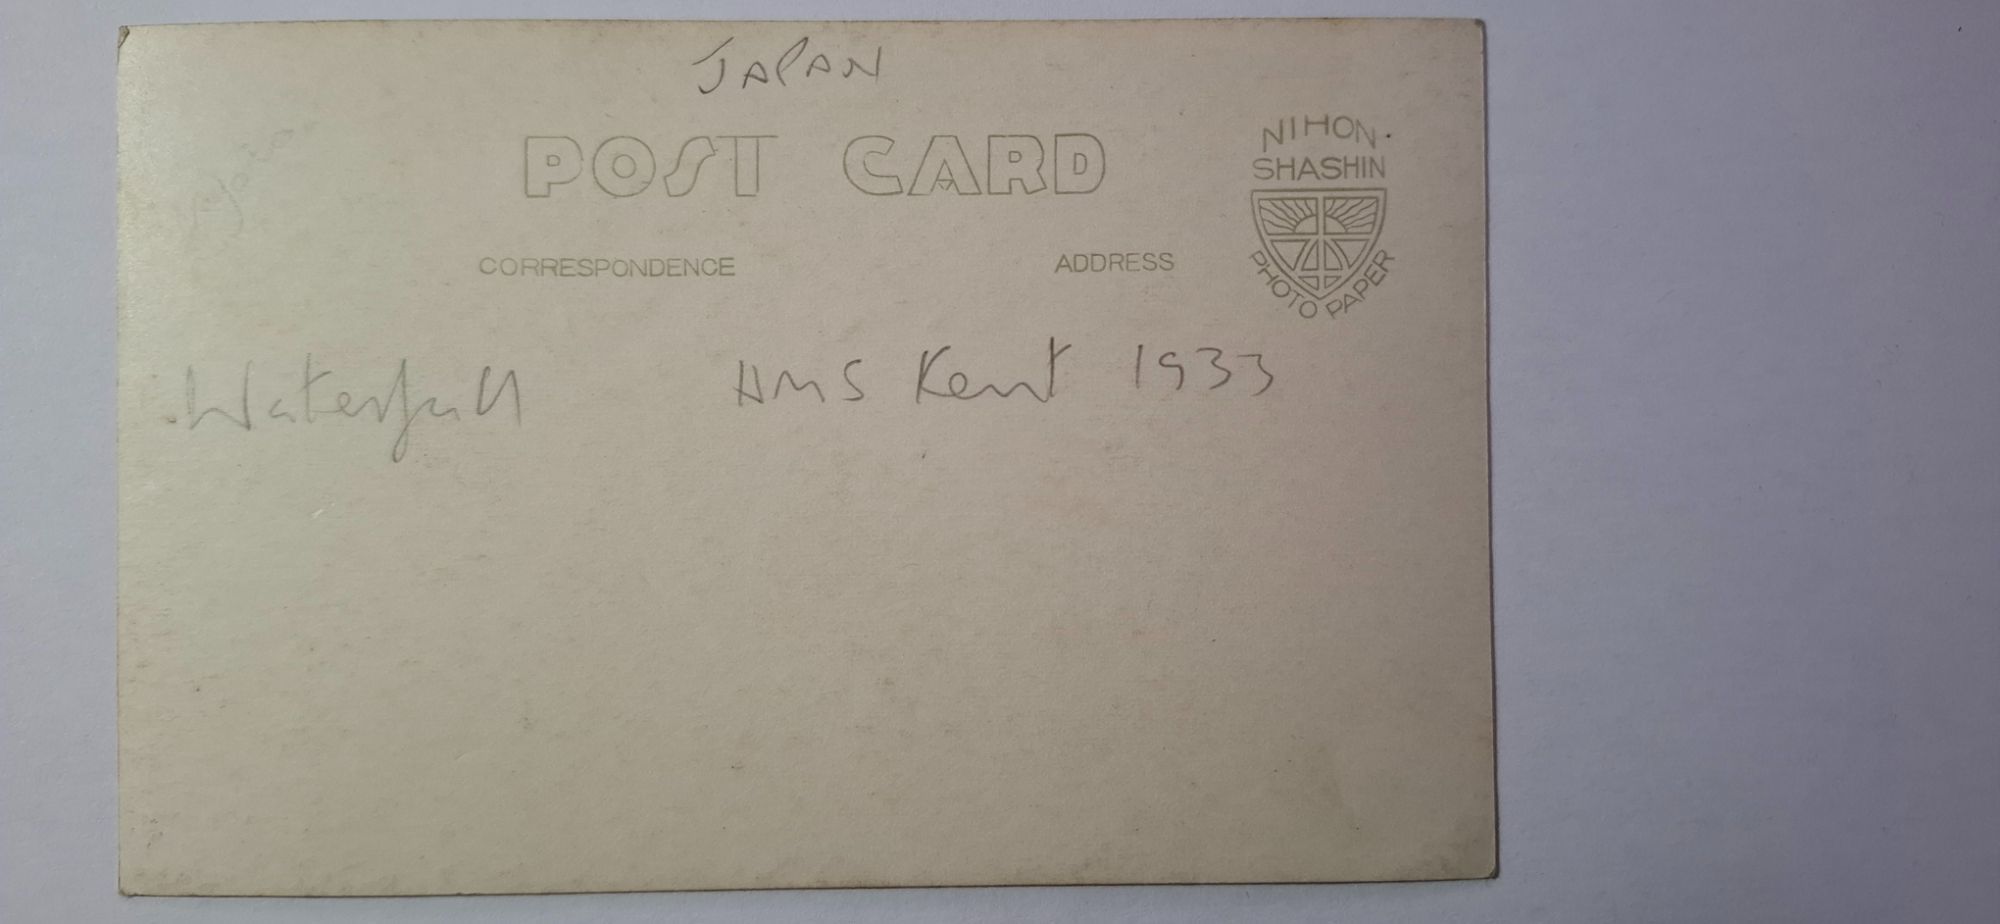 JAPAN
POST CARD
NIHON
SHASHIN
PHOTO PAPER
CORRESPONDENCE
ADDRESS
Waterfall HMS Kent 1933